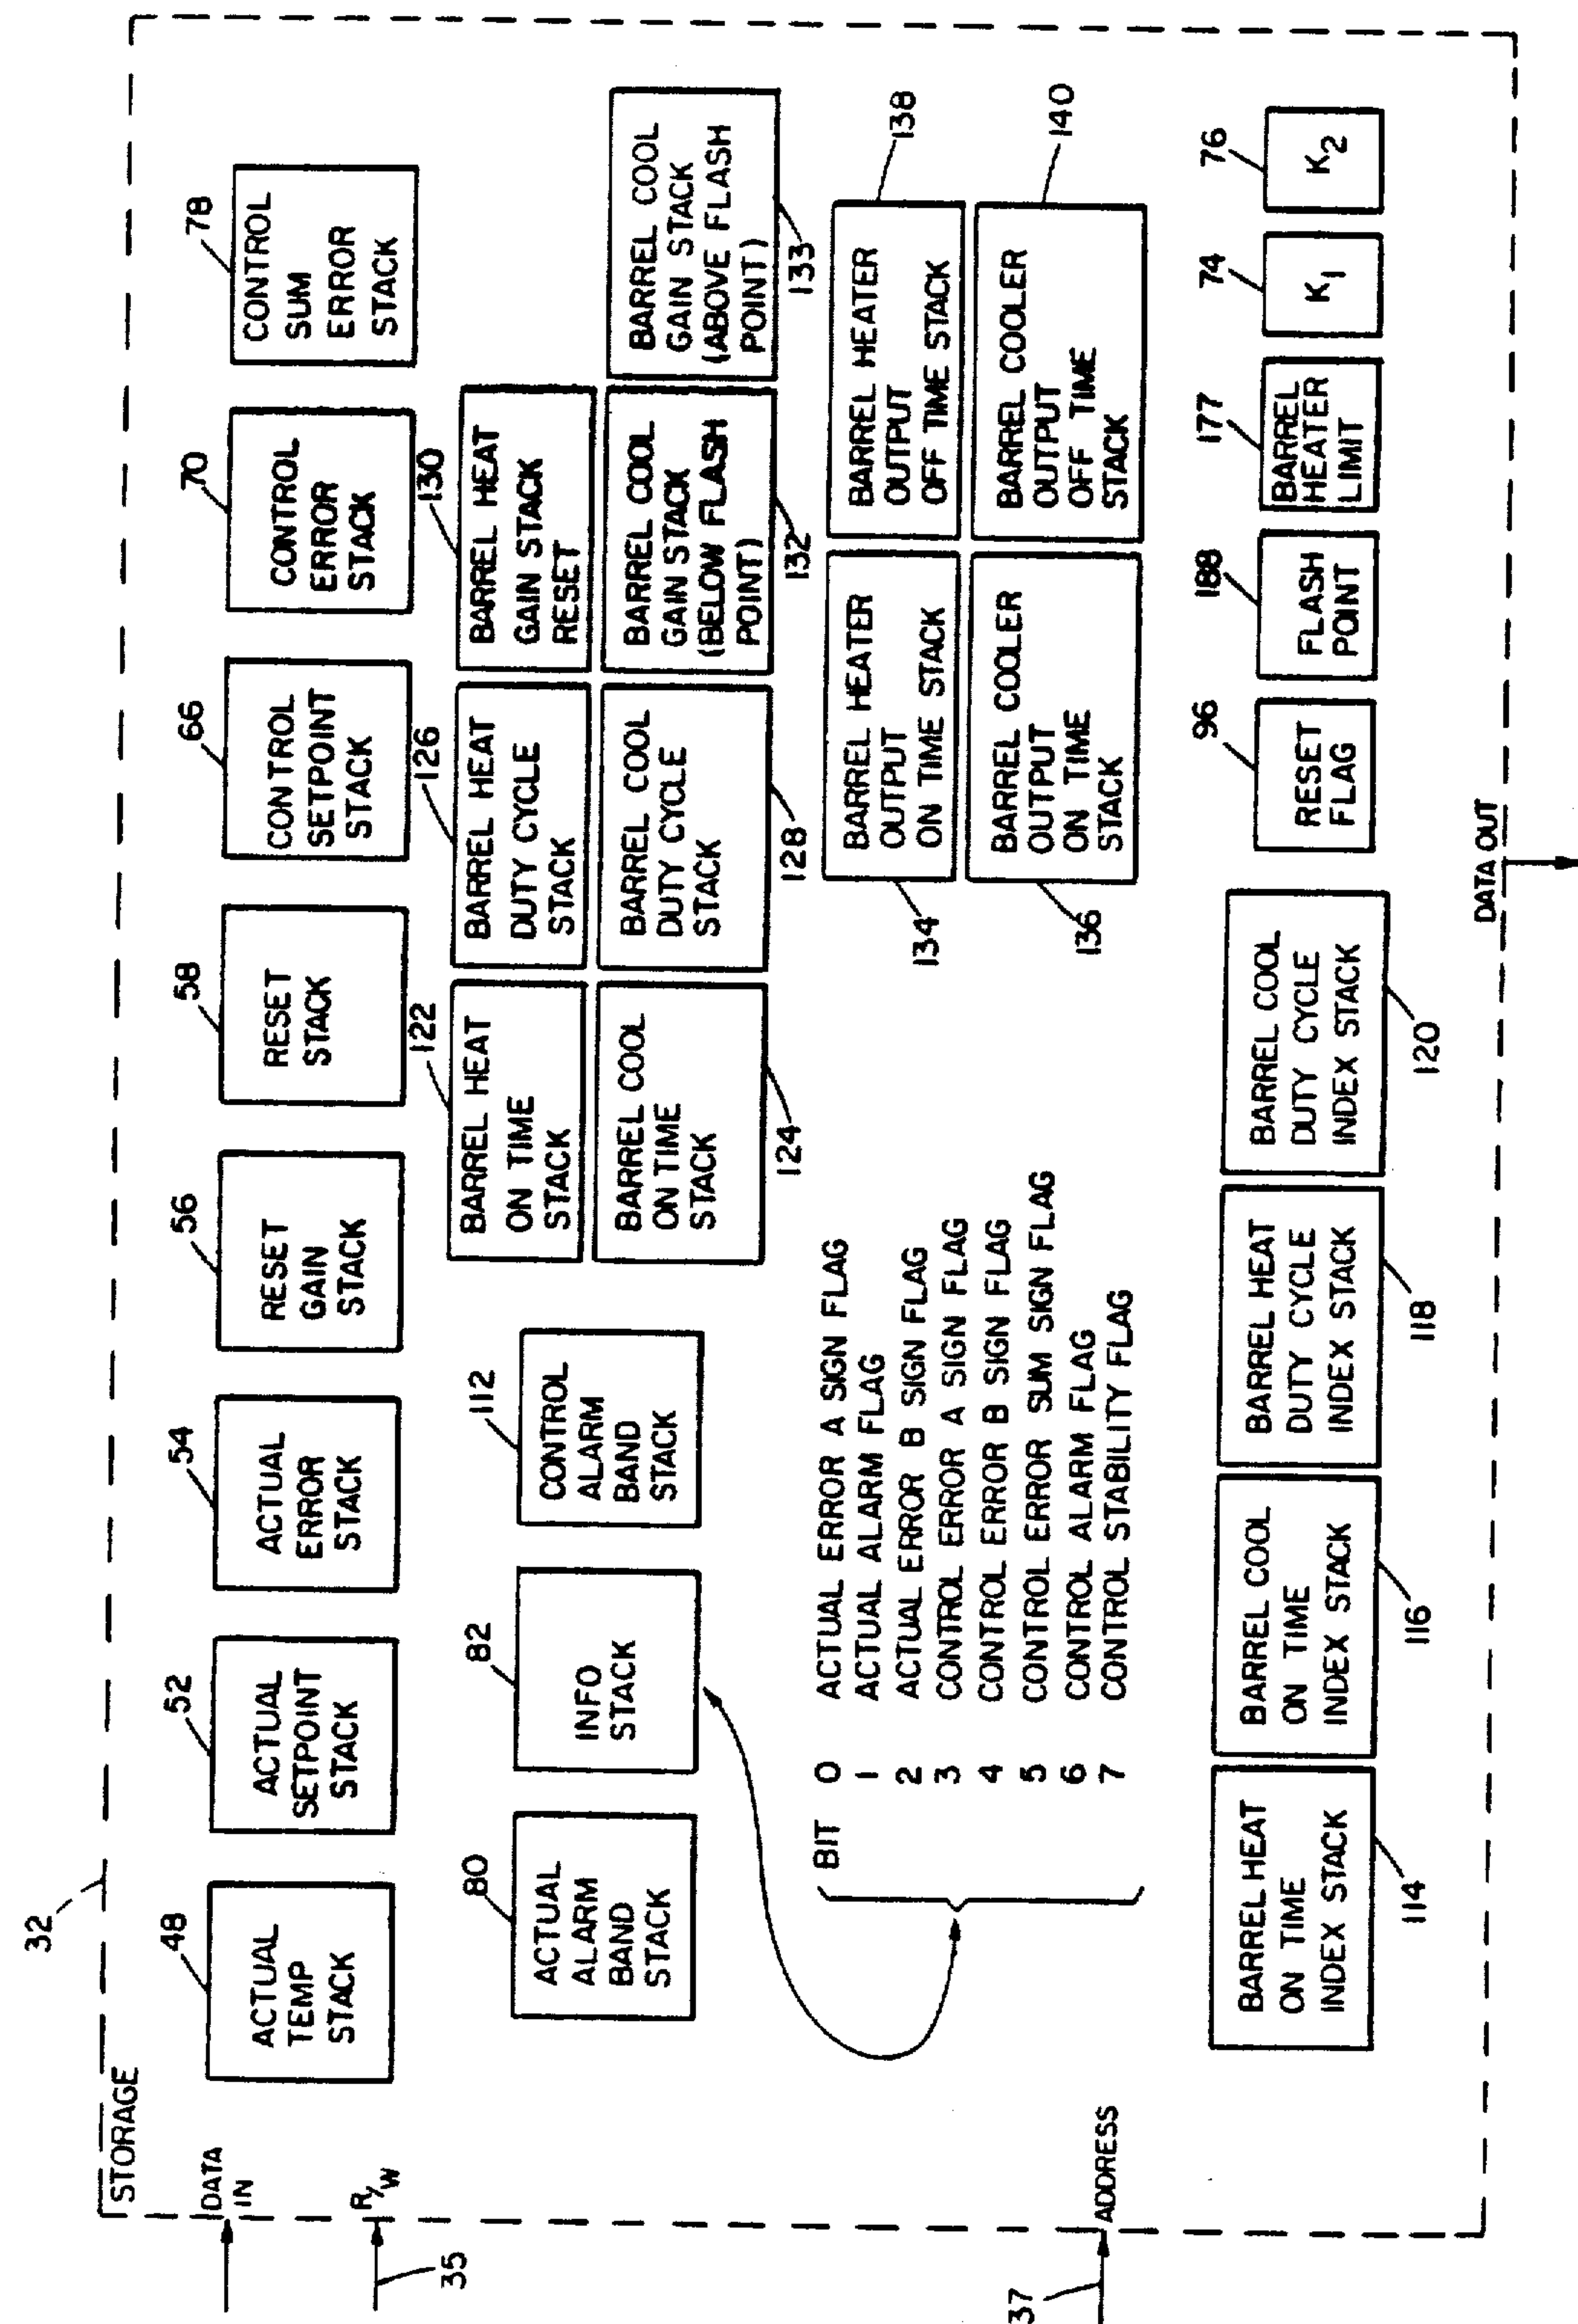 32
STORAGE
DATA
IN
R/W
35
37
ADDRESS
48
ACTUAL
TEMP
STACK
52
ACTUAL
SETPOINT
STACK
54
ACTUAL
ERROR
STACK
56
RESET
GAIN
STACK
58
RESET
STACK
66
CONTROL
SETPOINT
STACK
70
CONTROL
ERROR
STACK
78
CONTROL
SUM
ERROR
STACK
80
ACTUAL
ALARM
BAND
STACK
82
INFO
STACK
112
CONTROL
ALARM
BAND
STACK
122
BARREL HEAT
ON TIME
STACK
126
BARREL HEAT
DUTY CYCLE
STACK
130
BARREL HEAT
GAIN STACK
RESET
BARREL COOL
ON TIME
STACK
124
BARREL COOL
DUTY CYCLE
STACK
128
BARREL COOL
GAIN STACK
(BELOW FLASH
POINT)
132
BARREL COOL
GAIN STACK
(ABOVE FLASH
POINT)
133
BIT 0 ACTUAL ERROR A SIGN FLAG
1 ACTUAL ALARM FLAG
2 ACTUAL ERROR B SIGN FLAG
3 CONTROL ERROR A SIGN FLAG
4 CONTROL ERROR B SIGN FLAG
5 CONTROL ERROR SUM SIGN FLAG
6 CONTROL ALARM FLAG
7 CONTROL STABILITY FLAG
BARREL HEATER
OUTPUT
ON TIME STACK
134
BARREL HEATER
OUTPUT
OFF TIME STACK
138
BARREL COOLER
OUTPUT
ON TIME
STACK
136
BARREL COOLER
OUTPUT
OFF TIME
STACK
140
BARREL HEAT
ON TIME
INDEX STACK
114
BARREL COOL
ON TIME
INDEX STACK
116
BARREL HEAT
DUTY CYCLE
INDEX STACK
118
BARREL COOL
DUTY CYCLE
INDEX STACK
120
96
RESET
FLAG
188
FLASH
POINT
177
BARREL
HEATER
LIMIT
74
K1
76
K2
DATA OUT